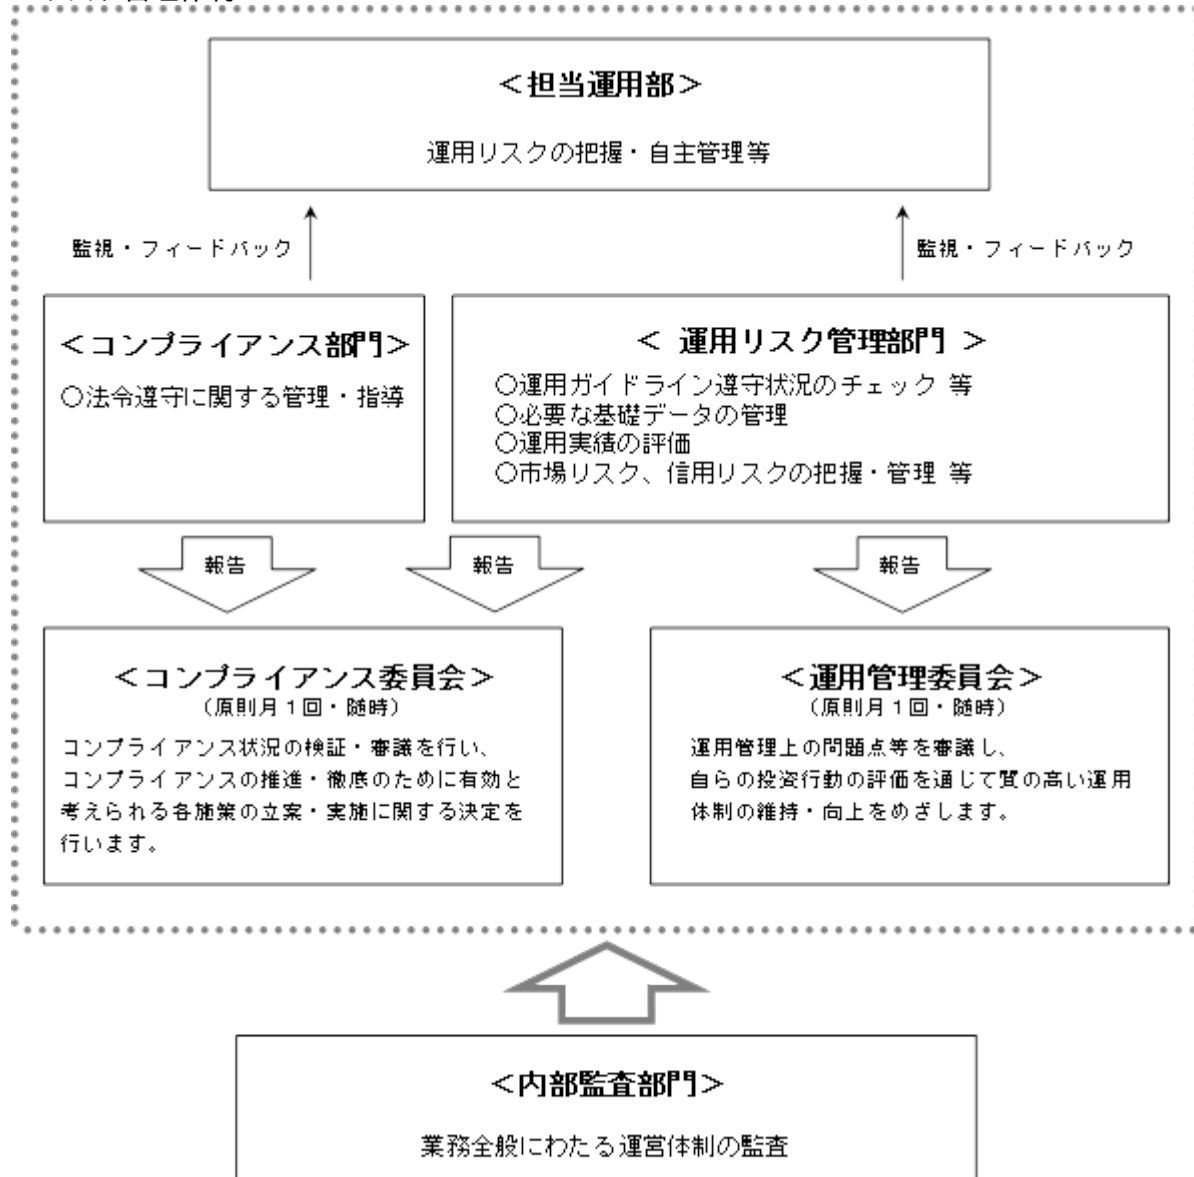 ＜担当運用部＞
運用リスクの把握・自主管理等
監視・フィードバック
監視・フィードバック
＜コンプライアンス部門＞
○法令遵守に関する管理・指導
＜ 運用リスク管理部門 ＞
○運用ガイドライン遵守状況のチェック 等
○必要な基礎データの管理
○運用実績の評価
○市場リスク、信用リスクの把握・管理 等
報告
報告
報告
＜コンプライアンス委員会＞
（原則月１回・随時）
コンプライアンス状況の検証・審議を行い、
コンプライアンスの推進・徹底のために有効と
考えられる各施策の立案・実施に関する決定を
行います。
＜運用管理委員会＞
（原則月１回・随時）
運用管理上の問題点等を審議し、
自らの投資行動の評価を通じて質の高い運用
体制の維持・向上をめざします。
＜内部監査部門＞
業務全般にわたる運営体制の監査